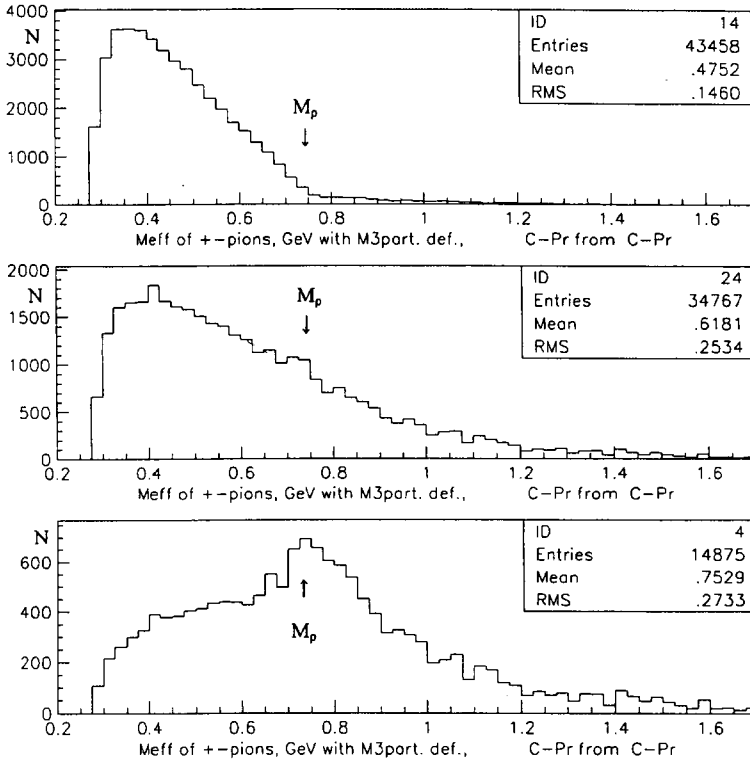 4000
N
3000
2000
1000
0
ID 14
Entries 43458
Mean .4752
RMS .1460
Mρ
↓
0.2 0.4 0.6 0.8 1 1.2 1.4 1.6
Meff of +−pions, GeV with M3part. def., C−Pr from C−Pr
2000
N
1500
1000
500
0
ID 24
Entries 34767
Mean .6181
RMS .2534
Mρ
↓
0.2 0.4 0.6 0.8 1 1.2 1.4 1.6
Meff of +−pions, GeV with M3part. def., C−Pr from C−Pr
N
600
400
200
0
ID 4
Entries 14875
Mean .7529
RMS .2733
↑
Mρ
0.2 0.4 0.6 0.8 1 1.2 1.4 1.6
Meff of +−pions, GeV with M3part. def., C−Pr from C−Pr